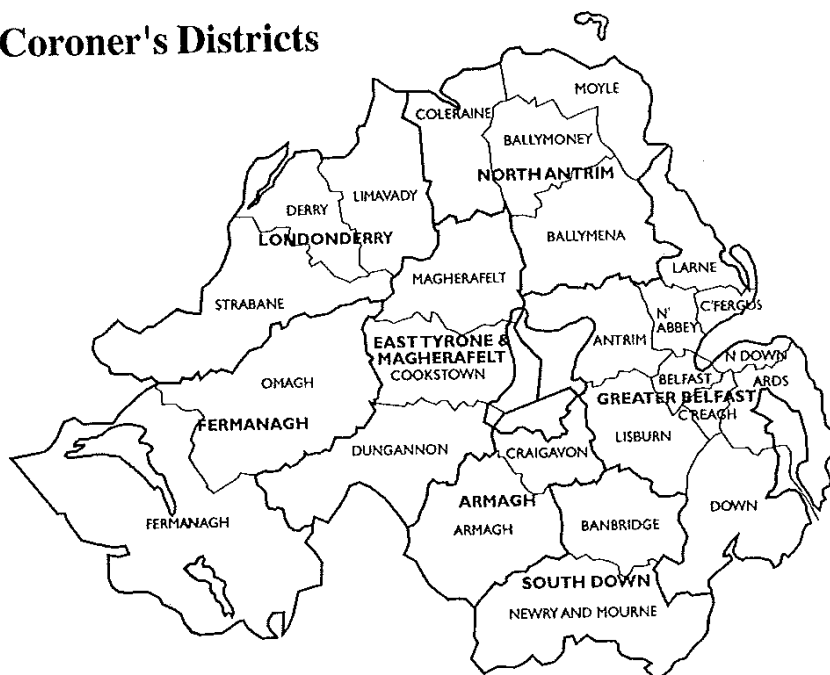 Coroner's Districts
MOYLE
COLERAINE
BALLYMONEY
NORTH ANTRIM
LIMAVADY
DERRY
LONDONDERRY
BALLYMENA
MAGHERAFELT
LARNE
STRABANE
N'
ABBEY
C'FERGUS
EAST TYRONE &
MAGHERAFELT
COOKSTOWN
ANTRIM
N DOWN
OMAGH
BELFAST
ARDS
GREATER BELFAST
C'REAGH
FERMANAGH
DUNGANNON
CRAIGAVON
LISBURN
ARMAGH
DOWN
FERMANAGH
ARMAGH
BANBRIDGE
SOUTH DOWN
NEWRY AND MOURNE